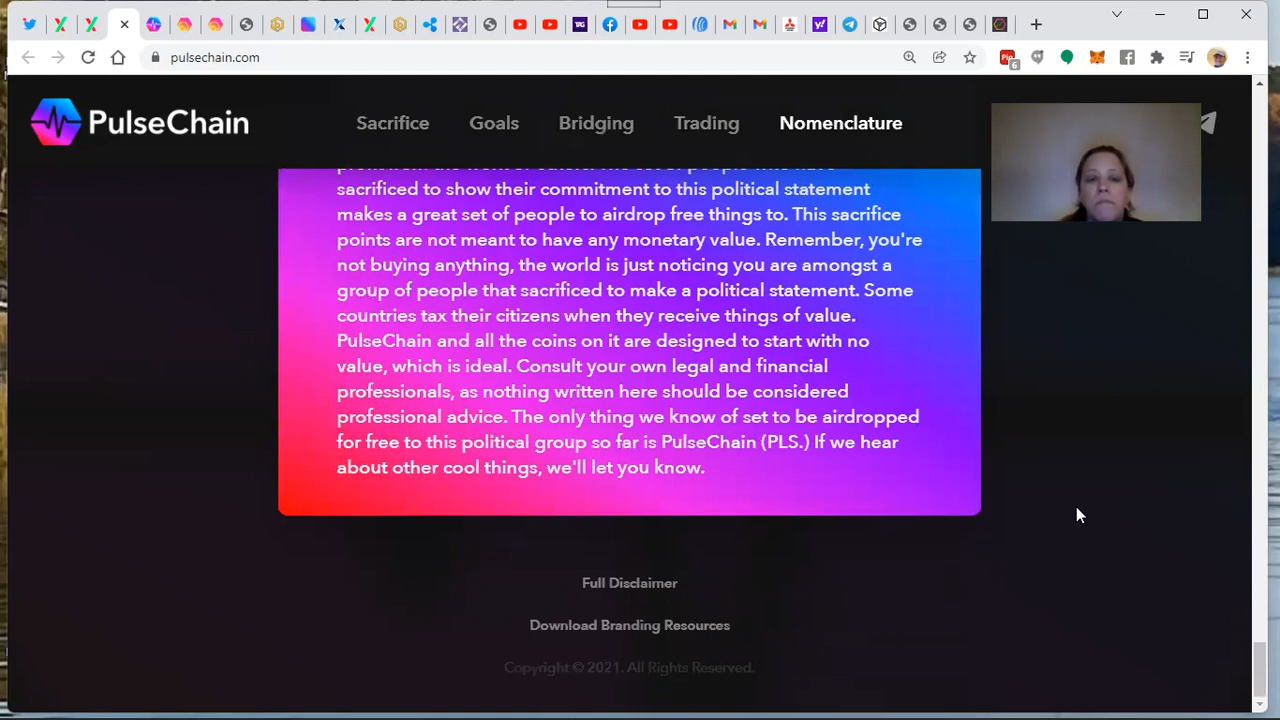 pulsechain.com
6
PulseChain
Sacrifice
Goals
Bridging
Trading
Nomenclature
sacrificed to show their commitment to this political statement
makes a great set of people to airdrop free things to. This sacrifice
points are not meant to have any monetary value. Remember, you're
not buying anything, the world is just noticing you are amongst a
group of people that sacrificed to make a political statement. Some
countries tax their citizens when they receive things of value.
PulseChain and all the coins on it are designed to start with no
value, which is ideal. Consult your own legal and financial
professionals, as nothing written here should be considered
professional advice. The only thing we know of set to be airdropped
for free to this political group so far is PulseChain (PLS.) If we hear
about other cool things, we'll let you know.
Full Disclaimer
Download Branding Resources
Copyright © 2021. All Rights Reserved.